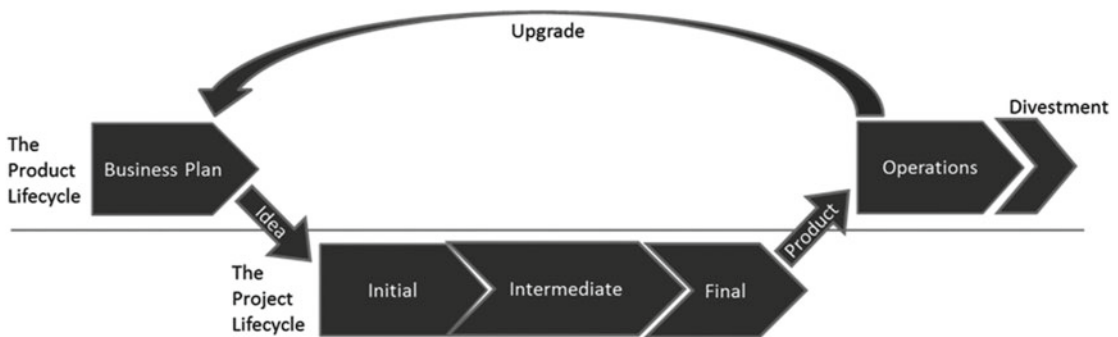 Upgrade
Divestment
The
Product
Lifecycle
Business Plan
Operations
Idea
Product
The
Project
Lifecycle
Initial
Intermediate
Final